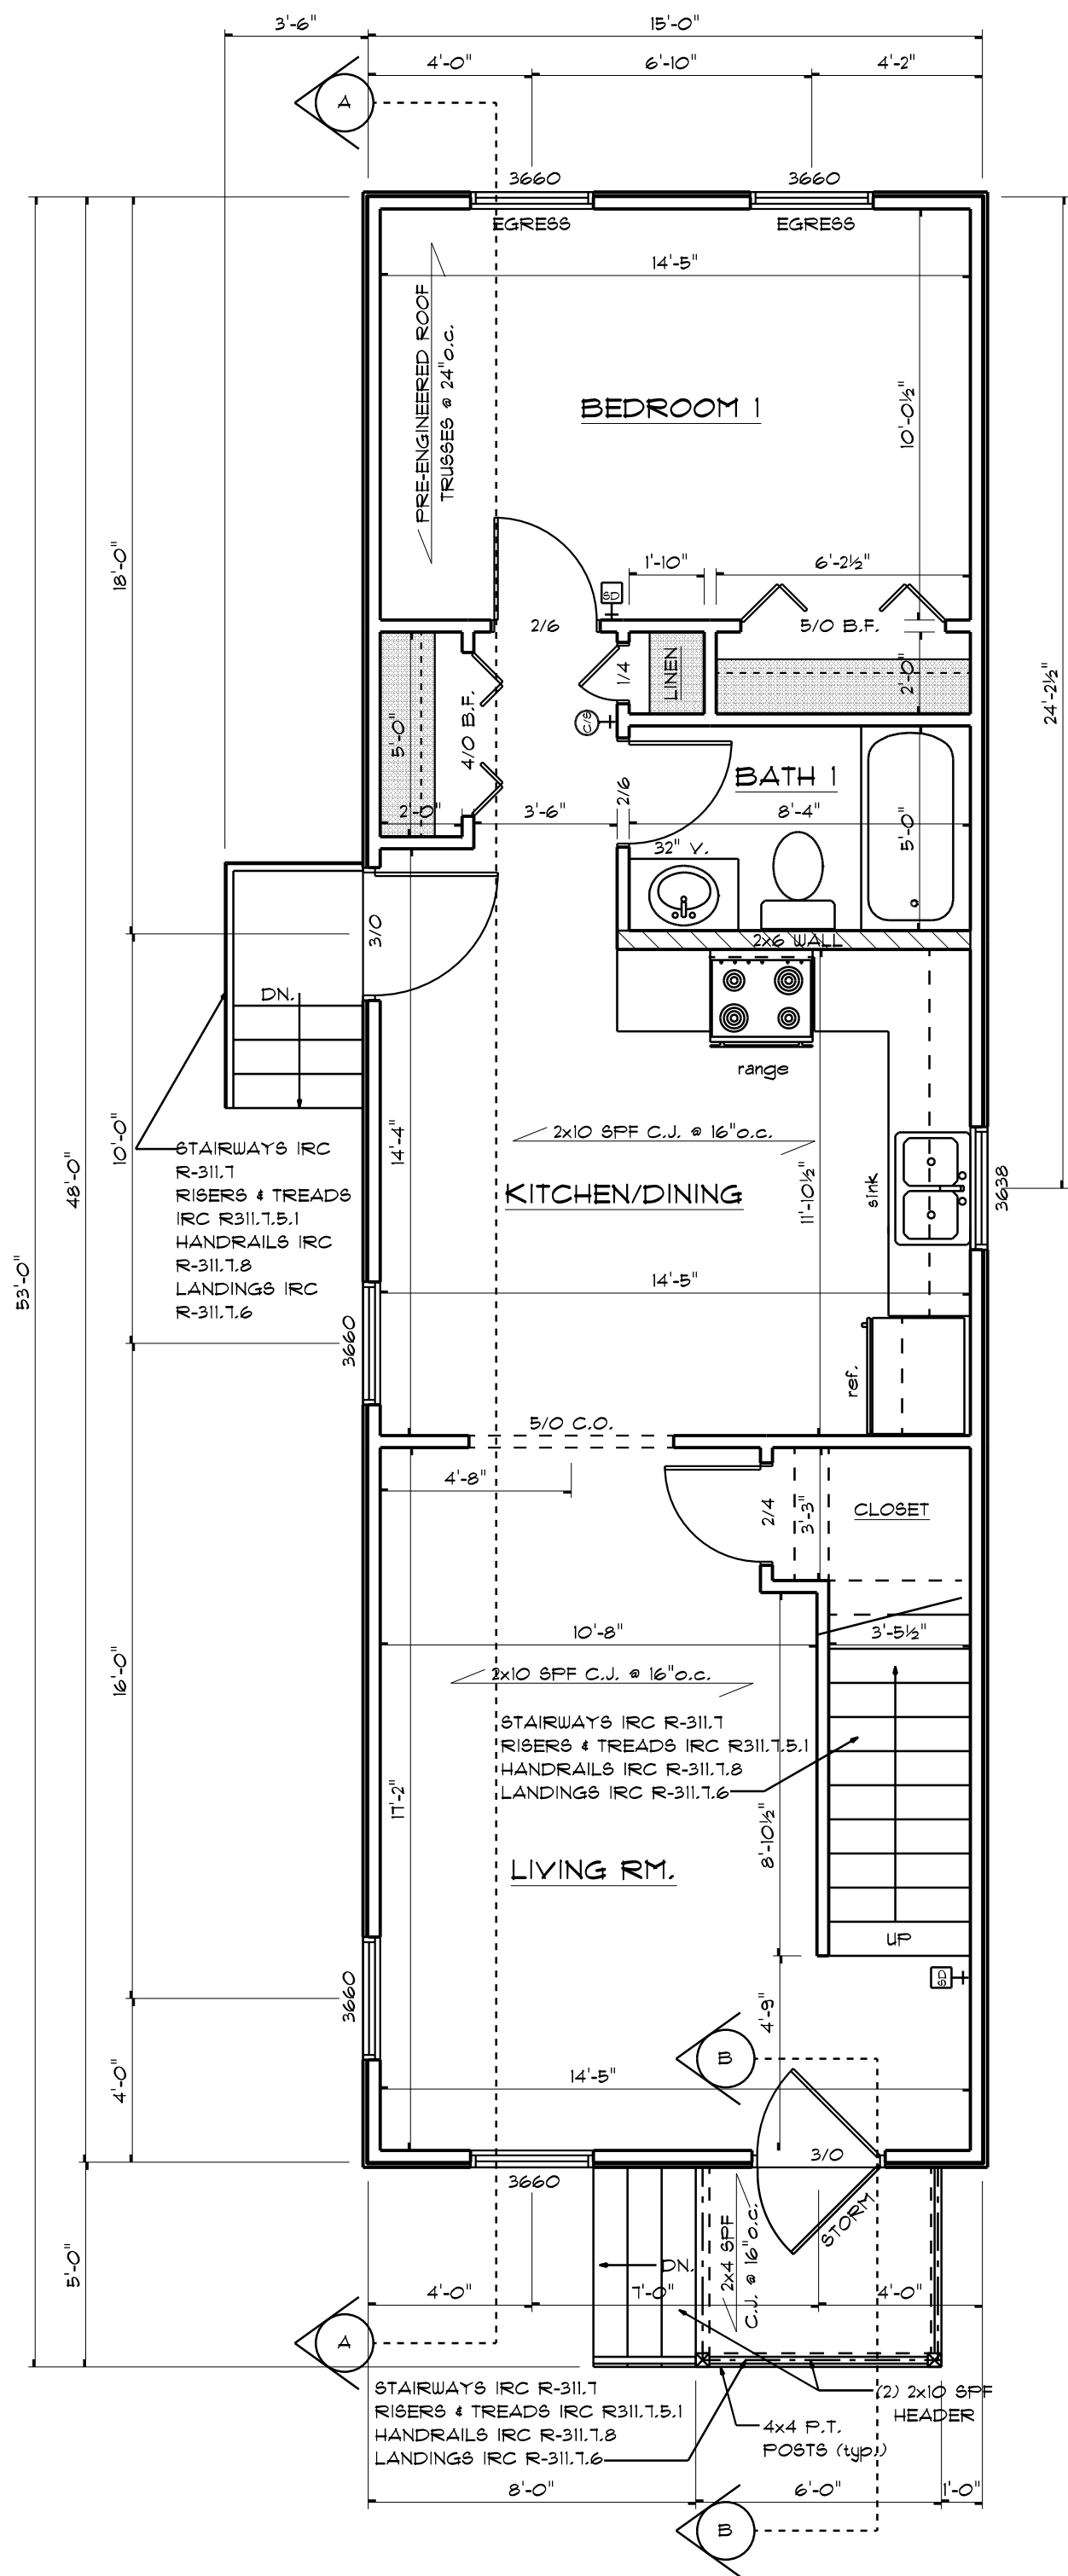 3'-6"
15'-0"
4'-0"
6'-10"
4'-2"
A
3660
3660
EGRESS
EGRESS
14'-5"
PRE-ENGINEERED ROOF
TRUSSES @ 24"o.c.
BEDROOM 1
10'-0½"
18'-0"
1'-10"
6'-2½"
SD
2/6
5/0 B.F.
1/4
LINEN
2'-0"
24'-2½"
C/S
5'-0"
4/0 B.F.
BATH 1
2/6
2'-0"
3'-6"
8'-4"
5'-0"
32" V.
3/0
2x6 WALL
DN.
range
10'-0"
STAIRWAYS IRC
R-311.7
RISERS & TREADS
IRC R311.7.5.1
HANDRAILS IRC
R-311.7.8
LANDINGS IRC
R-311.7.6
48'-0"
53'-0"
14'-4"
2x10 SPF C.J. @ 16"o.c.
KITCHEN/DINING
11'-10½"
sink
3638
14'-5"
3660
ref.
5/0 C.O.
4'-8"
2/4
3'-3"
CLOSET
16'-0"
10'-8"
3'-5½"
2x10 SPF C.J. @ 16"o.c.
STAIRWAYS IRC R-311.7
RISERS & TREADS IRC R311.7.5.1
HANDRAILS IRC R-311.7.8
LANDINGS IRC R-311.7.6
17'-2"
8'-10½"
LIVING RM.
UP
SD
3660
4'-9"
B
4'-0"
14'-5"
3/0
3660
STORM
2x4 SPF
C.J. @ 16"o.c.
5'-0"
DN.
4'-0"
7'-0"
4'-0"
A
STAIRWAYS IRC R-311.7
RISERS & TREADS IRC R311.7.5.1
HANDRAILS IRC R-311.7.8
LANDINGS IRC R-311.7.6
(2) 2x10 SPF
HEADER
4x4 P.T.
POSTS (typ.)
8'-0"
6'-0"
1'-0"
B